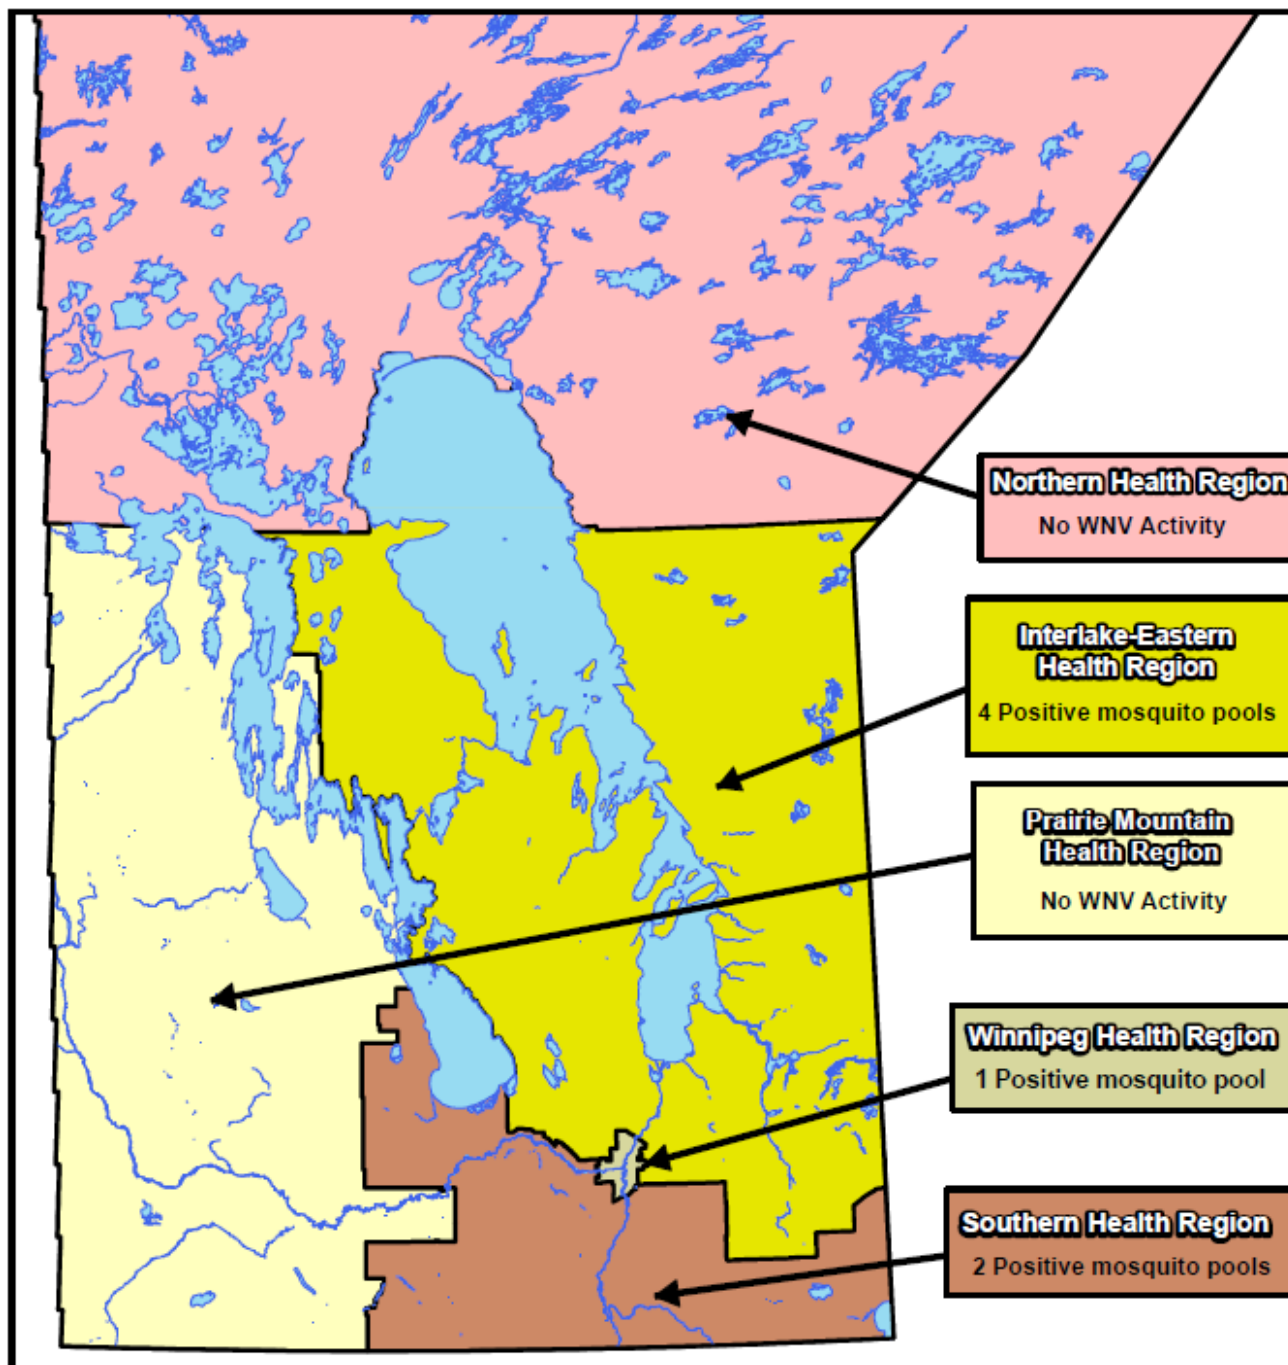 Northern Health Region
No WNV Activity
Interlake-Eastern
Health Region
4 Positive mosquito pools
Prairie Mountain
Health Region
No WNV Activity
Winnipeg Health Region
1 Positive mosquito pool
Southern Health Region
2 Positive mosquito pools